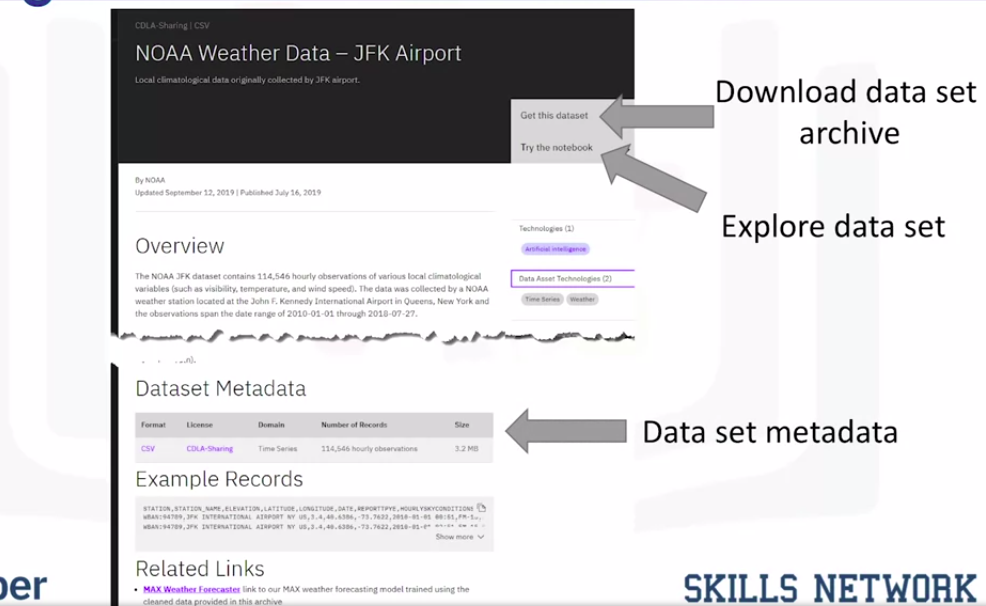 CDLA-Sharing | CSV
NOAA Weather Data – JFK Airport
Local climatological data originally collected by JFK airport.
Get this dataset
Try the notebook
Download data set
archive
Explore data set
By NOAA
Updated September 12, 2019 | Published July 16, 2019
Overview
The NOAA JFK dataset contains 114,546 hourly observations of various local climatological
variables (such as visibility, temperature, and wind speed). The data was collected by a NOAA
weather station located at the John F. Kennedy International Airport in Queens, New York and
the observations span the date range of 2010-01-01 through 2018-07-27.
Technologies (1)
Artificial intelligence
Data Asset Technologies (2)
Time Series Weather
Dataset Metadata
Format License Domain Number of Records Size
CSV CDLA-Sharing Time Series 114,546 hourly observations 3.2 MB
Data set metadata
Example Records
STATION,STATION_NAME,ELEVATION,LATITUDE,LONGITUDE,DATE,REPORTTPYE,HOURLYSKYCONDITIONS
WBAN:94789,JFK INTERNATIONAL AIRPORT NY US,3.4,40.6386,-73.7622,2010-01-01 00:51,
WBAN:94789,JFK INTERNATIONAL AIRPORT NY US,3.4,40.6386,-73.7622,
Show more
Related Links
• MAX Weather Forecaster link to our MAX weather forecasting model trained using the
cleaned data provided in this archive
per
SKILLS NETWORK